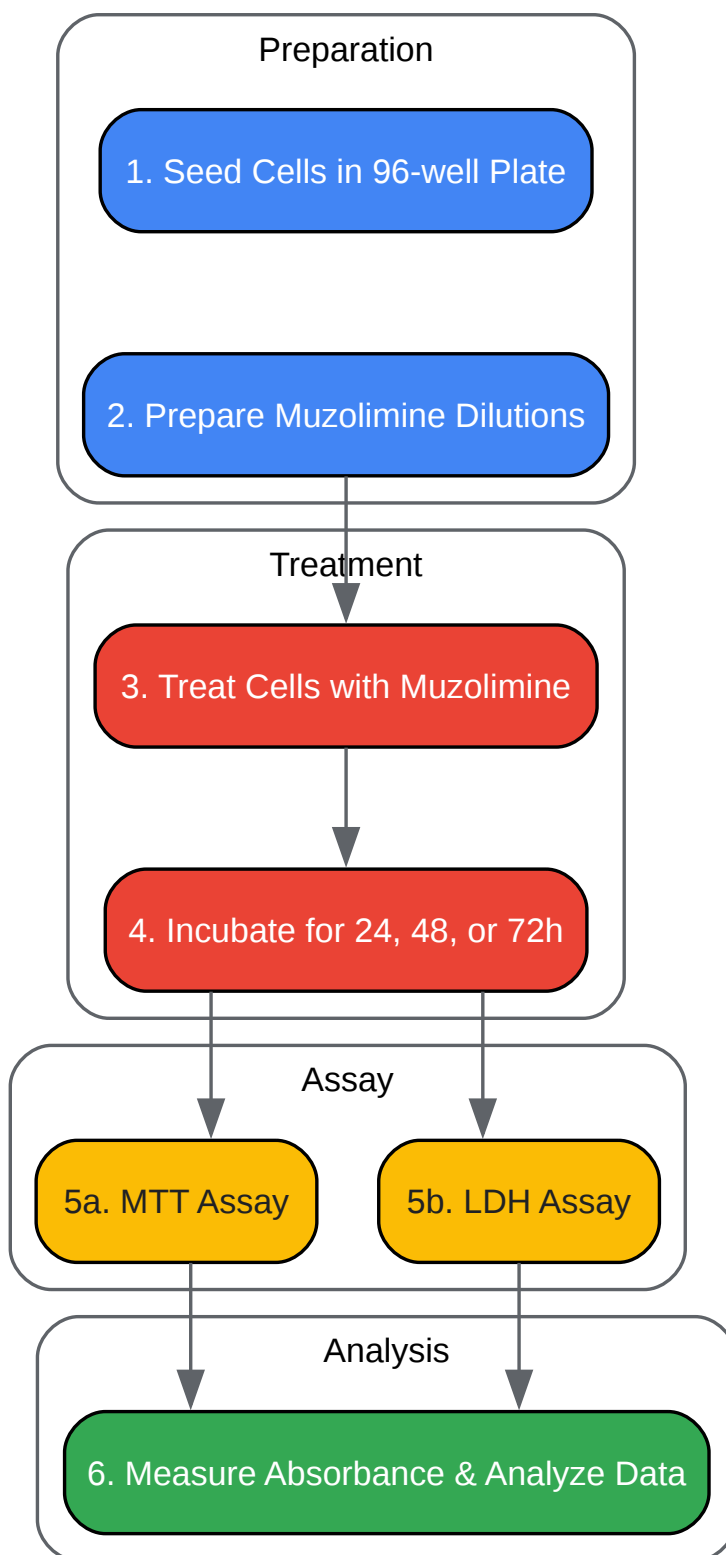 Preparation
1. Seed Cells in 96-well Plate
2. Prepare Muzolimine Dilutions
Treatment
3. Treat Cells with Muzolimine
4. Incubate for 24, 48, or 72h
Assay
5a. MTT Assay
5b. LDH Assay
Analysis
6. Measure Absorbance & Analyze Data